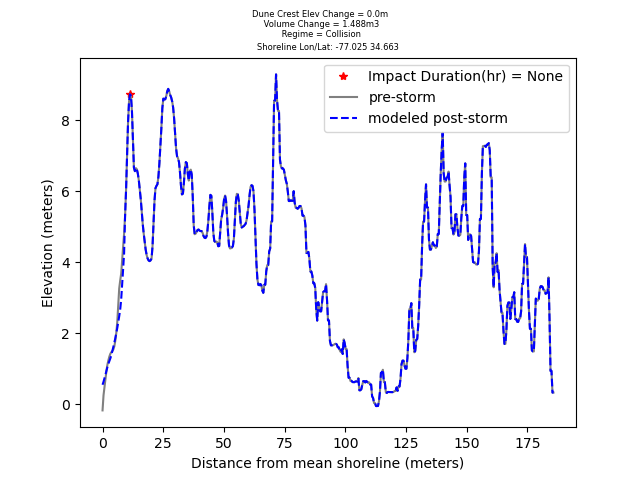 Dune Crest Elev Change = 0.0m
Volume Change = 1.488m3
Regime = Collision
Shoreline Lon/Lat: -77.025 34.663
Impact Duration(hr) = None
pre-storm
modeled post-storm
Elevation (meters)
8
6
4
2
0
0 25 50 75 100 125 150 175
Distance from mean shoreline (meters)